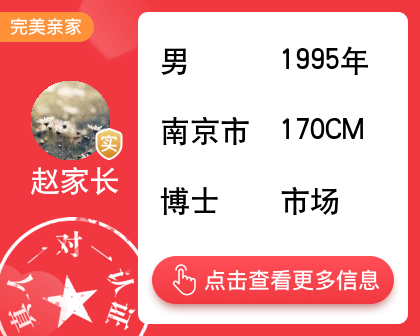 完美亲家
男 1995年
南京市 170CM
实
赵家长
博士 市场
一对一
真人认证
点击查看更多信息